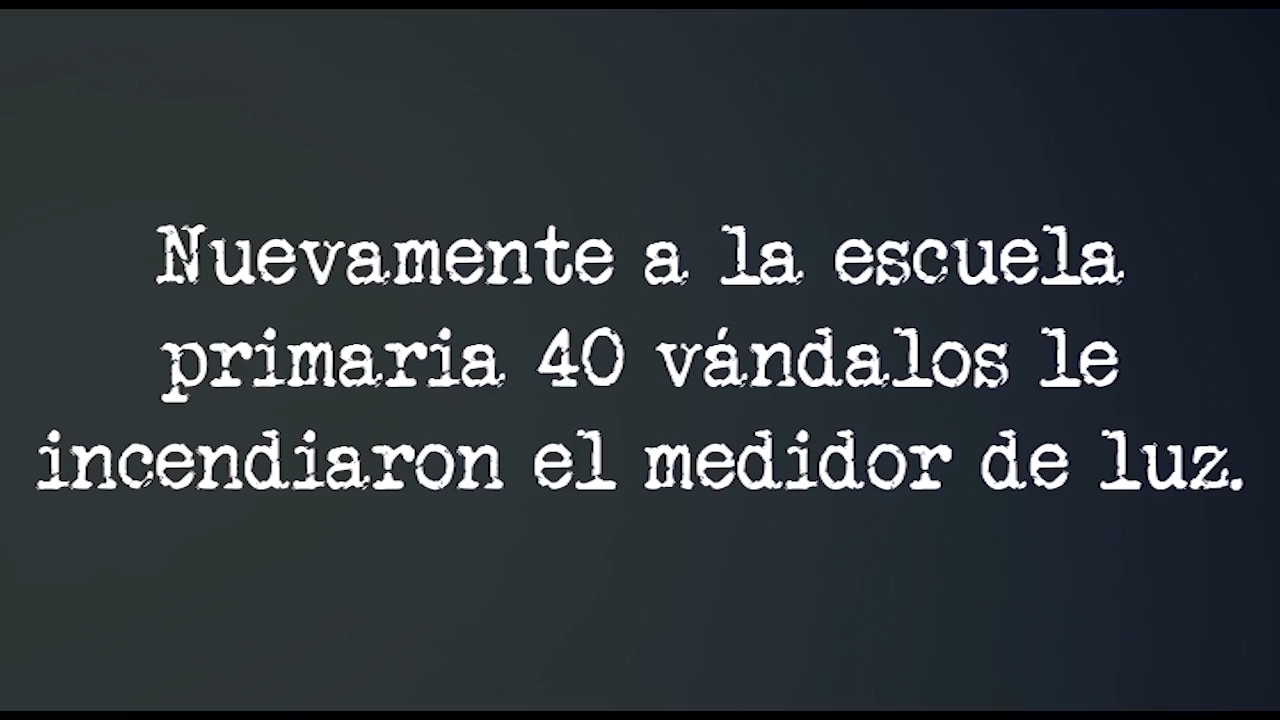 Nuevamente a la escuela
primaria 40 vándalos le
incendiaron el medidor de luz.